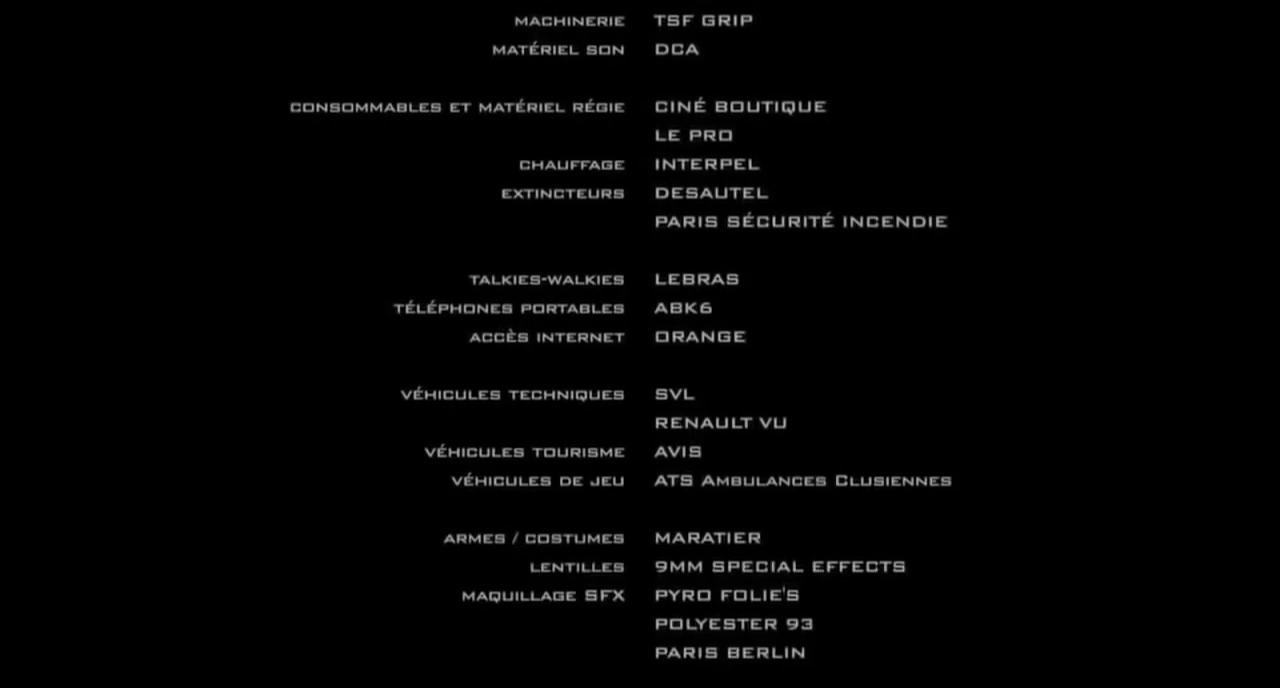 MACHINERIE TSF GRIP
MATÉRIEL SON DCA
CONSOMMABLES ET MATÉRIEL RÉGIE CINÉ BOUTIQUE
LE PRO
CHAUFFAGE INTERPEL
EXTINCTEURS DESAUTEL
PARIS SÉCURITÉ INCENDIE
TALKIES-WALKIES LEBRAS
TÉLÉPHONES PORTABLES ABK6
ACCÈS INTERNET ORANGE
VÉHICULES TECHNIQUES SVL
RENAULT VU
VÉHICULES TOURISME AVIS
VÉHICULES DE JEU ATS AMBULANCES CLUSIENNES
ARMES / COSTUMES MARATIER
LENTILLES 9MM SPECIAL EFFECTS
MAQUILLAGE SFX PYRO FOLIE'S
POLYESTER 93
PARIS BERLIN